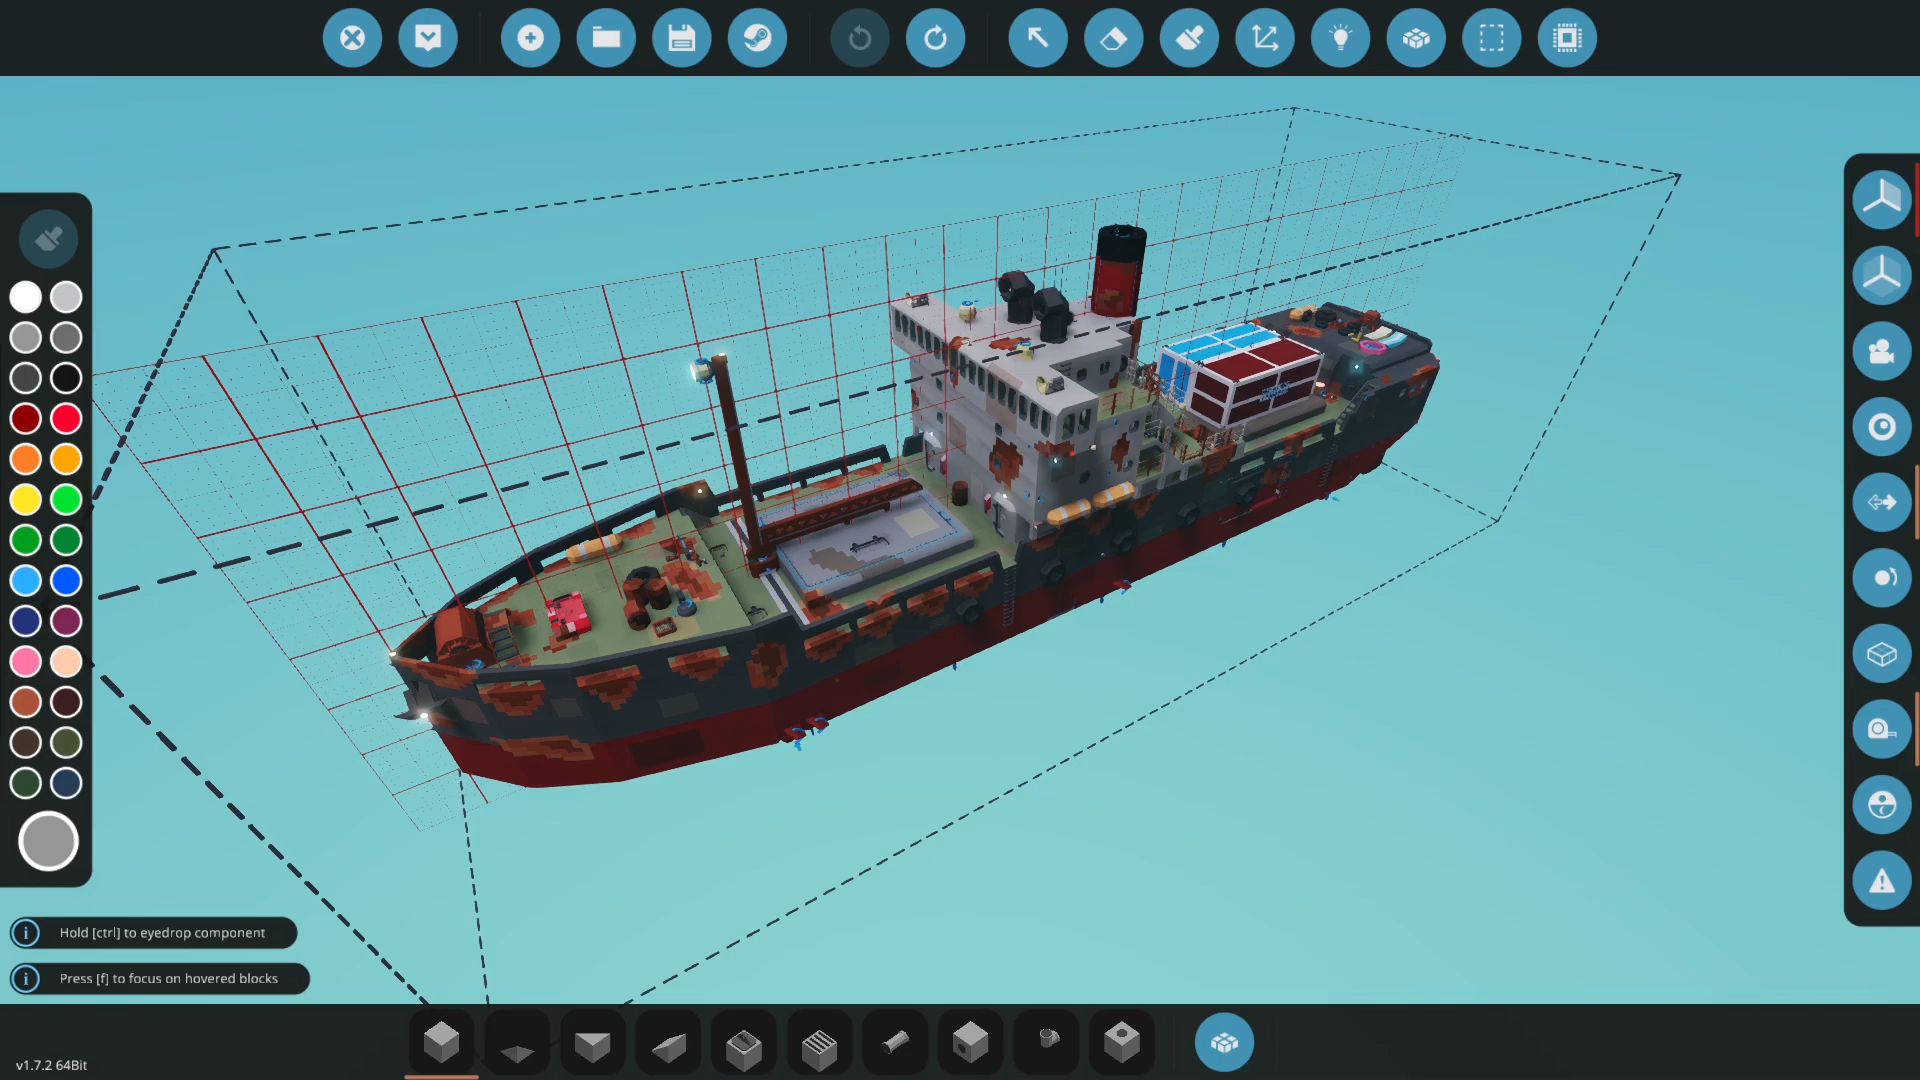 Hold [ctrl] to eyedrop component
Press [f] to focus on hovered blocks
v1.7.2 64Bit